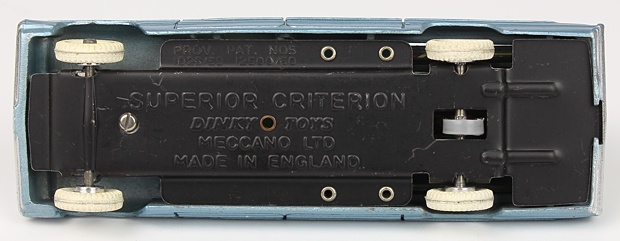 PROV. PAT. NOS
SUPERIOR CRITERION
DINKY TOYS
MECCANO LTD
MADE IN ENGLAND